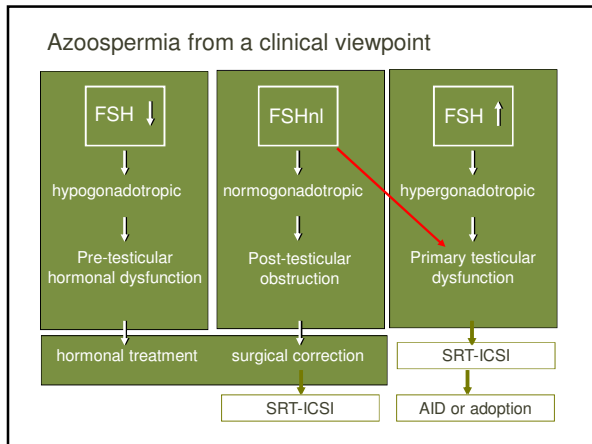 Azoospermia from a clinical viewpoint
FSH
hypogonadotropic
Pre-testicular
hormonal dysfunction
hormonal treatment
FSHnl
normogonadotropic
Post-testicular
obstruction
surgical correction
SRT-ICSI
FSH
hypergonadotropic
Primary testicular
dysfunction
SRT-ICSI
AID or adoption